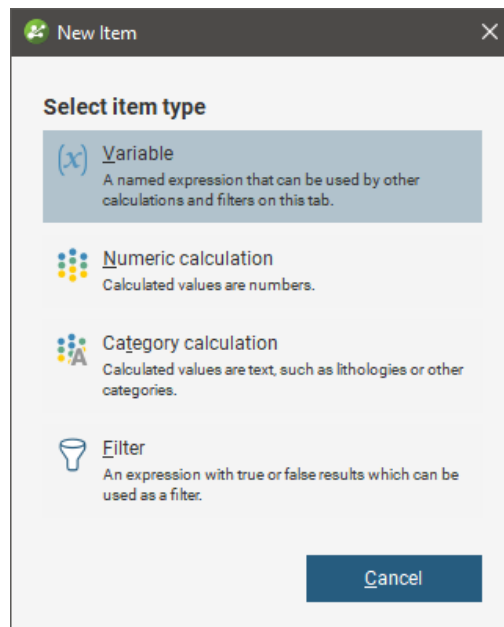 New Item
Select item type
(x) Variable
A named expression that can be used by other
calculations and filters on this tab.
Numeric calculation
Calculated values are numbers.
Category calculation
Calculated values are text, such as lithologies or other
categories.
Filter
An expression with true or false results which can be
used as a filter.
Cancel